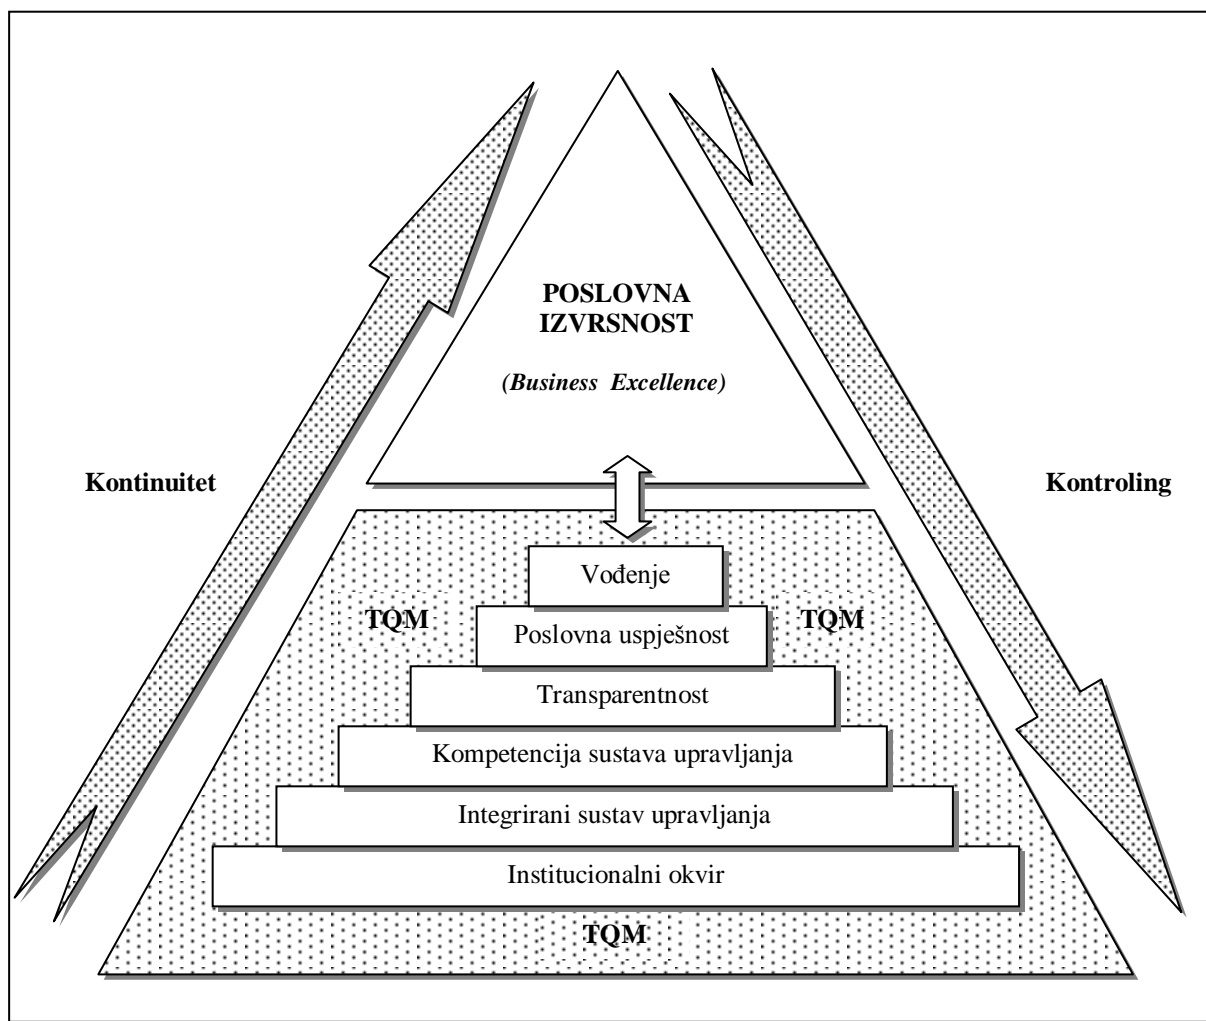 POSLOVNA
IZVRSNOST
(Business Excellence)
Kontinuitet
Kontroling
Vođenje
TQM
TQM
Poslovna uspješnost
Transparentnost
Kompetencija sustava upravljanja
Integrirani sustav upravljanja
Institucionalni okvir
TQM